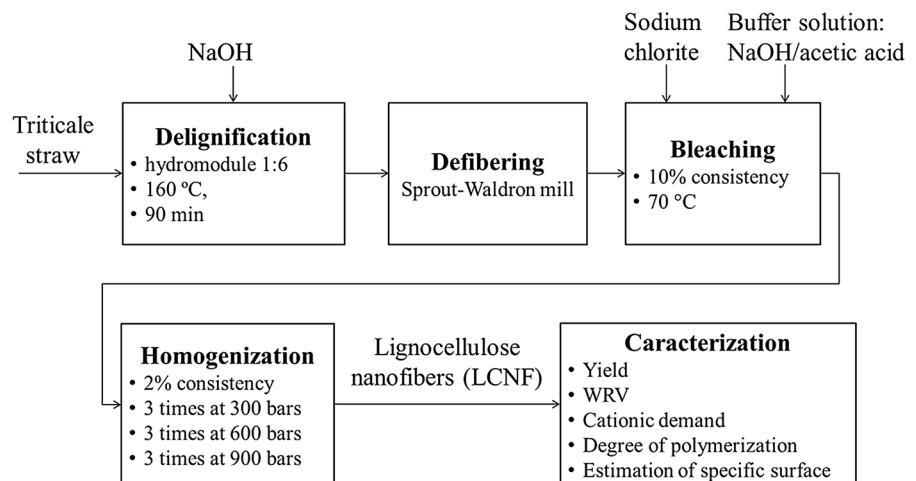 NaOH
Sodium
chlorite
Buffer solution:
NaOH/acetic acid
Triticale
straw
Delignification
• hydromodule 1:6
• 160 ºC,
• 90 min
Defibering
Sprout-Waldron mill
Bleaching
• 10% consistency
• 70 °C
Homogenization
• 2% consistency
• 3 times at 300 bars
• 3 times at 600 bars
• 3 times at 900 bars
Lignocellulose
nanofibers (LCNF)
Caracterization
• Yield
• WRV
• Cationic demand
• Degree of polymerization
• Estimation of specific surface